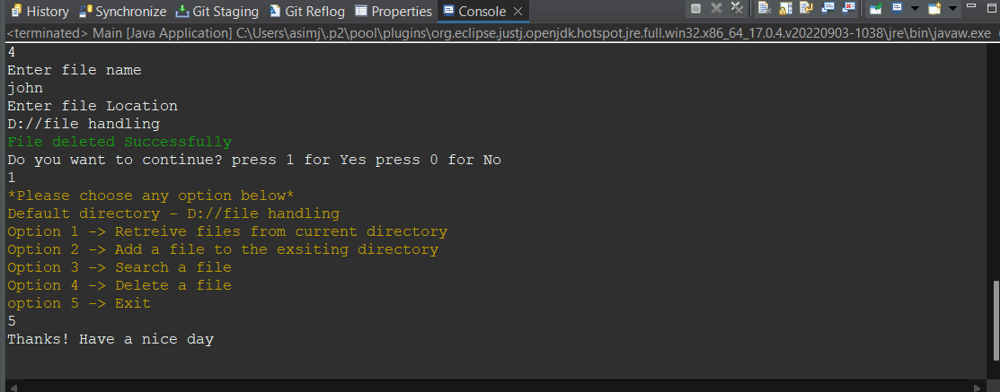 History Synchronize Git Staging Git Reflog Properties Console
<terminated> Main [Java Application] C:\Users\asimj\.p2\pool\plugins\org.eclipse.justj.openjdk.hotspot.jre.full.win32.x86_64_17.0.4.v20220903-1038\jre\bin\javaw.exe
4
Enter file name
john
Enter file Location
D://file handling
File deleted Successfully
Do you want to continue? press 1 for Yes press 0 for No
1
*Please choose any option below*
Default directory - D://file handling
Option 1 -> Retreive files from current directory
Option 2 -> Add a file to the exsiting directory
Option 3 -> Search a file
Option 4 -> Delete a file
option 5 -> Exit
5
Thanks! Have a nice day